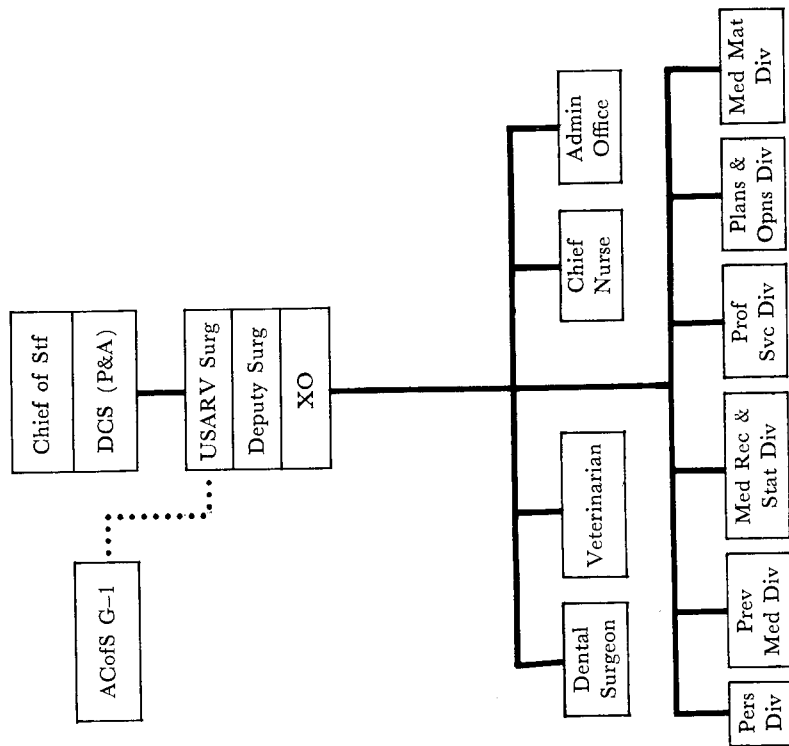 Chief of Stf
DCS (P&A)
ACofS G-1
USARV Surg
Deputy Surg
XO
Dental
Surgeon
Veterinarian
Chief
Nurse
Admin
Office
Pers
Div
Prev
Med Div
Med Rec &
Stat Div
Prof
Svc Div
Plans &
Opns Div
Med Mat
Div